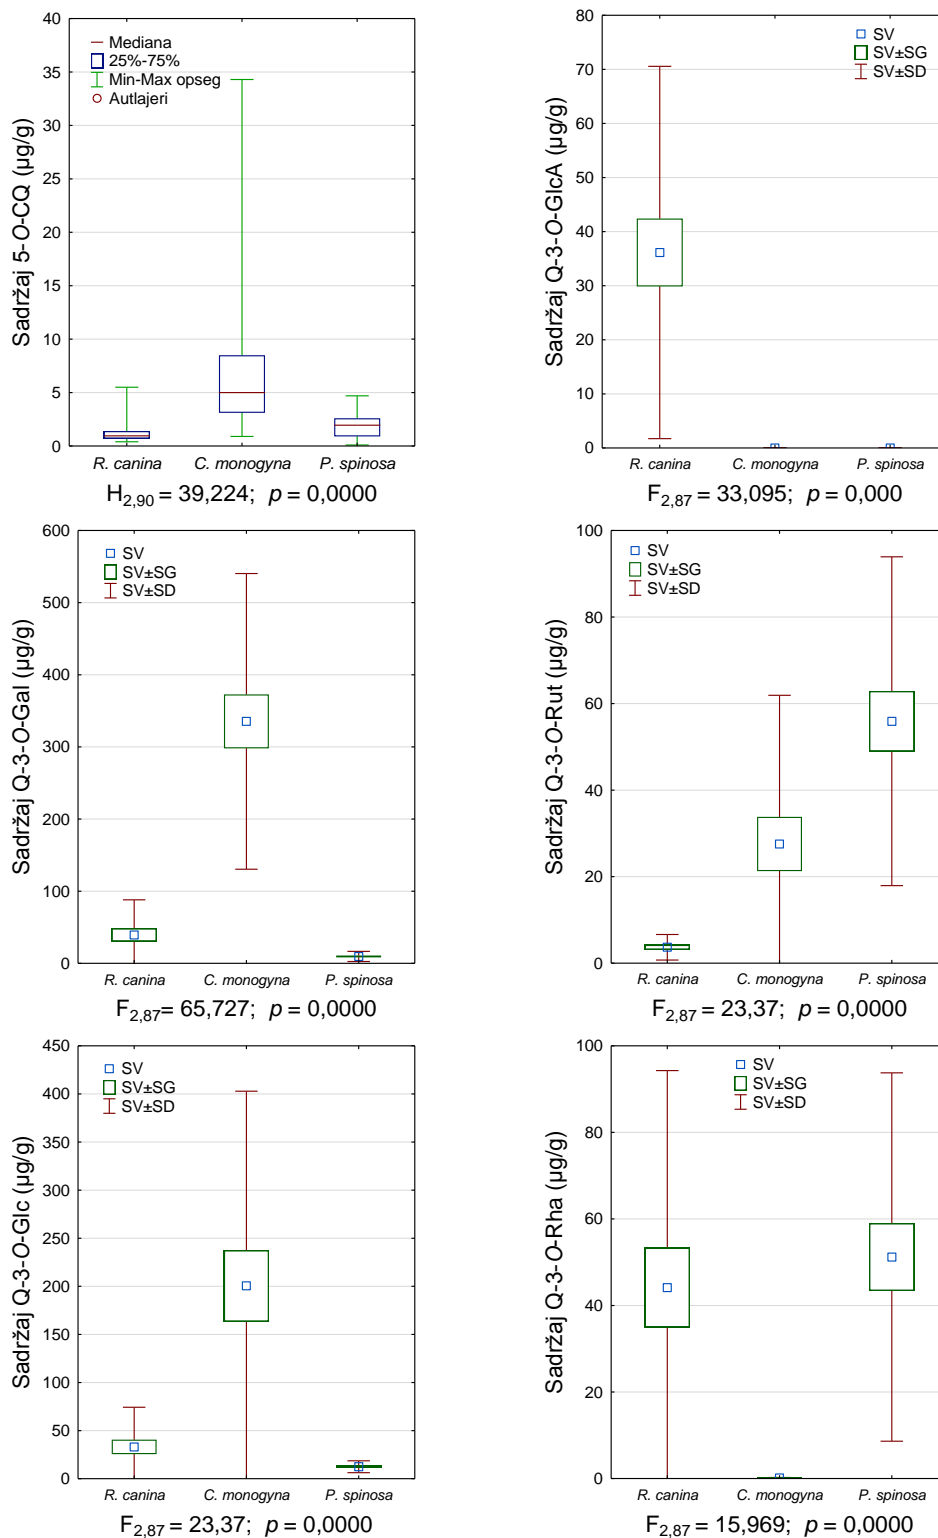 Sadržaj 5-O-CQ (µg/g)
40
35
30
25
20
15
10
5
0
Mediana
25%-75%
Min-Max opseg
Autlajeri
R. canina C. monogyna P. spinosa
H2,90 = 39,224; p = 0,0000
Sadržaj Q-3-O-GlcA (µg/g)
80
70
60
50
40
30
20
10
0
SV
SV±SG
SV±SD
R. canina C. monogyna P. spinosa
F2,87 = 33,095; p = 0,000
Sadržaj Q-3-O-Gal (µg/g)
600
500
400
300
200
100
0
SV
SV±SG
SV±SD
R. canina C. monogyna P. spinosa
F2,87= 65,727; p = 0,0000
Sadržaj Q-3-O-Rut (µg/g)
100
80
60
40
20
0
SV
SV±SG
SV±SD
R. canina C. monogyna P. spinosa
F2,87 = 23,37; p = 0,0000
Sadržaj Q-3-O-Glc (µg/g)
450
400
350
300
250
200
150
100
50
0
SV
SV±SG
SV±SD
R. canina C. monogyna P. spinosa
F2,87 = 23,37; p = 0,0000
Sadržaj Q-3-O-Rha (µg/g)
100
80
60
40
20
0
SV
SV±SG
SV±SD
R. canina C. monogyna P. spinosa
F2,87 = 15,969; p = 0,0000